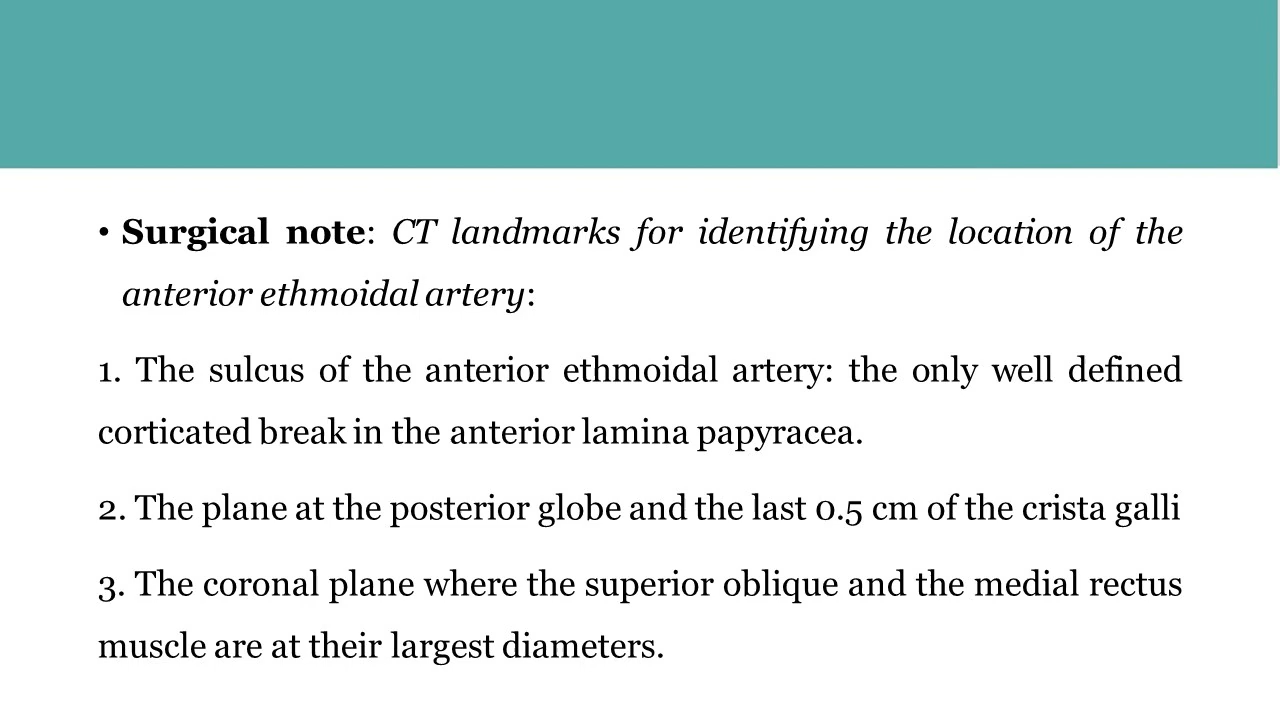 • Surgical note: CT landmarks for identifying the location of the
anterior ethmoidal artery:
1. The sulcus of the anterior ethmoidal artery: the only well defined
corticated break in the anterior lamina papyracea.
2. The plane at the posterior globe and the last 0.5 cm of the crista galli
3. The coronal plane where the superior oblique and the medial rectus
muscle are at their largest diameters.